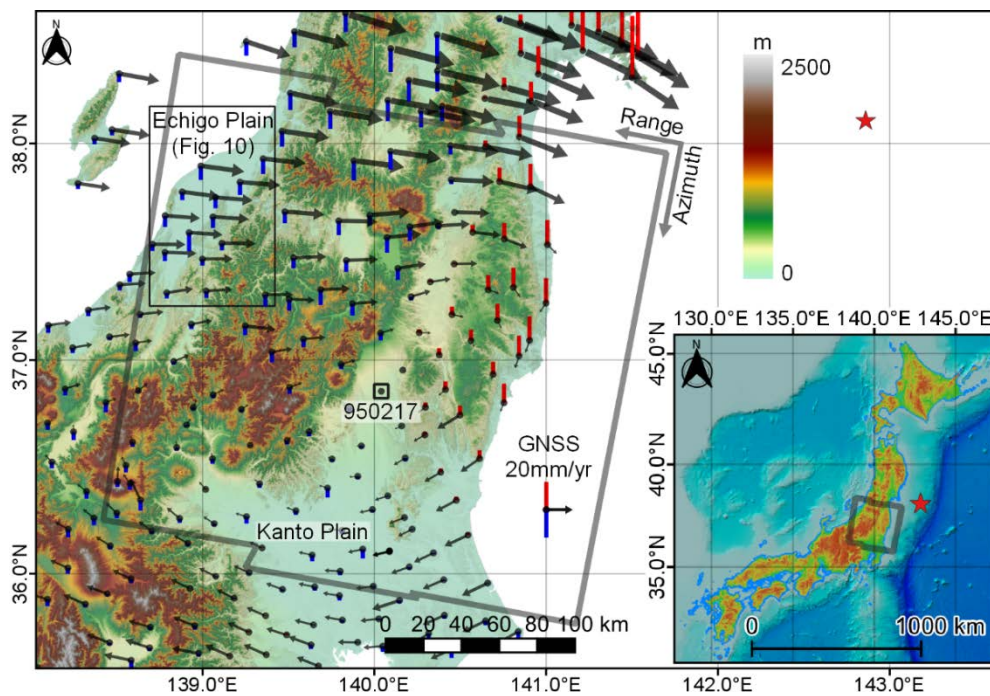 N
m
2500
0
Echigo Plain
(Fig. 10)
Range
Azimuth
38.0°N
37.0°N
36.0°N
950217
GNSS
20mm/yr
Kanto Plain
0 20 40 60 80 100 km
139.0°E 140.0°E 141.0°E 142.0°E 143.0°E
130.0°E 135.0°E 140.0°E 145.0°E
N
45.0°N
40.0°N
35.0°N
0 1000 km